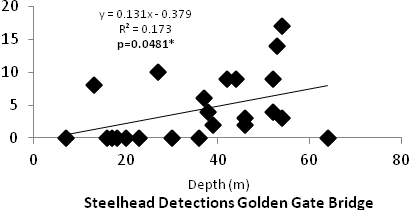 y = 0.131x - 0.379
R² = 0.173
p=0.0481*
20
15
10
5
0
0 20 40 60 80
Depth (m)
Steelhead Detections Golden Gate Bridge